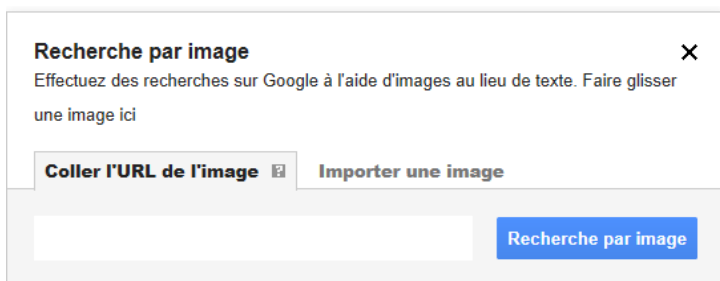 Recherche par image
Effectuez des recherches sur Google à l'aide d'images au lieu de texte. Faire glisser
une image ici
Coller l'URL de l'image ? Importer une image
Recherche par image